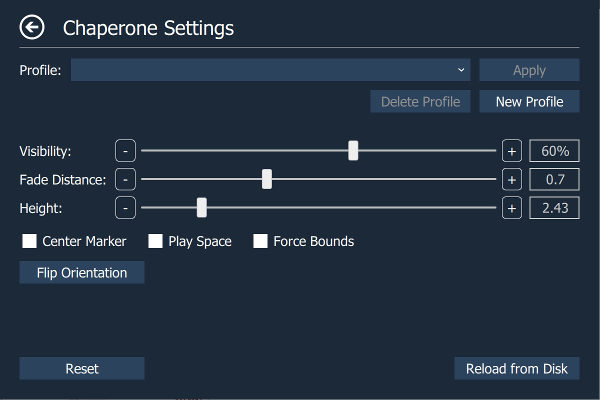 Chaperone Settings
Profile: Apply
Delete Profile New Profile
Visibility: - + 60%
Fade Distance: - + 0.7
Height: - + 2.43
Center Marker Play Space Force Bounds
Flip Orientation
Reset Reload from Disk